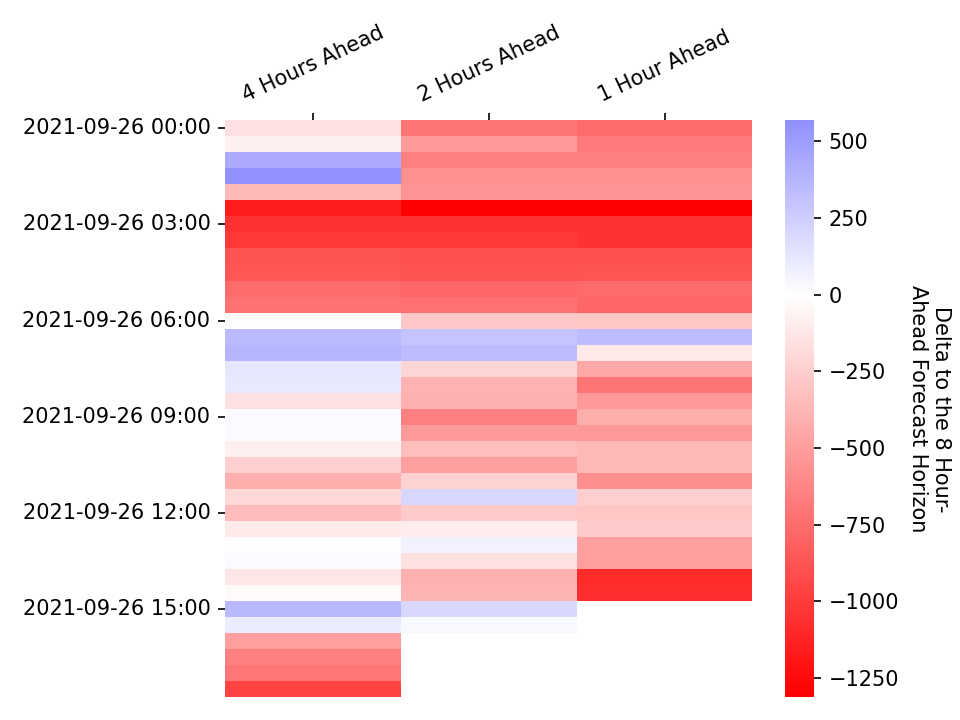 4 Hours Ahead
2 Hours Ahead
1 Hour Ahead
2021-09-26 00:00
2021-09-26 03:00
2021-09-26 06:00
2021-09-26 09:00
2021-09-26 12:00
2021-09-26 15:00
500
250
0
−250
−500
−750
−1000
−1250
Delta to the 8 Hour-
Ahead Forecast Horizon